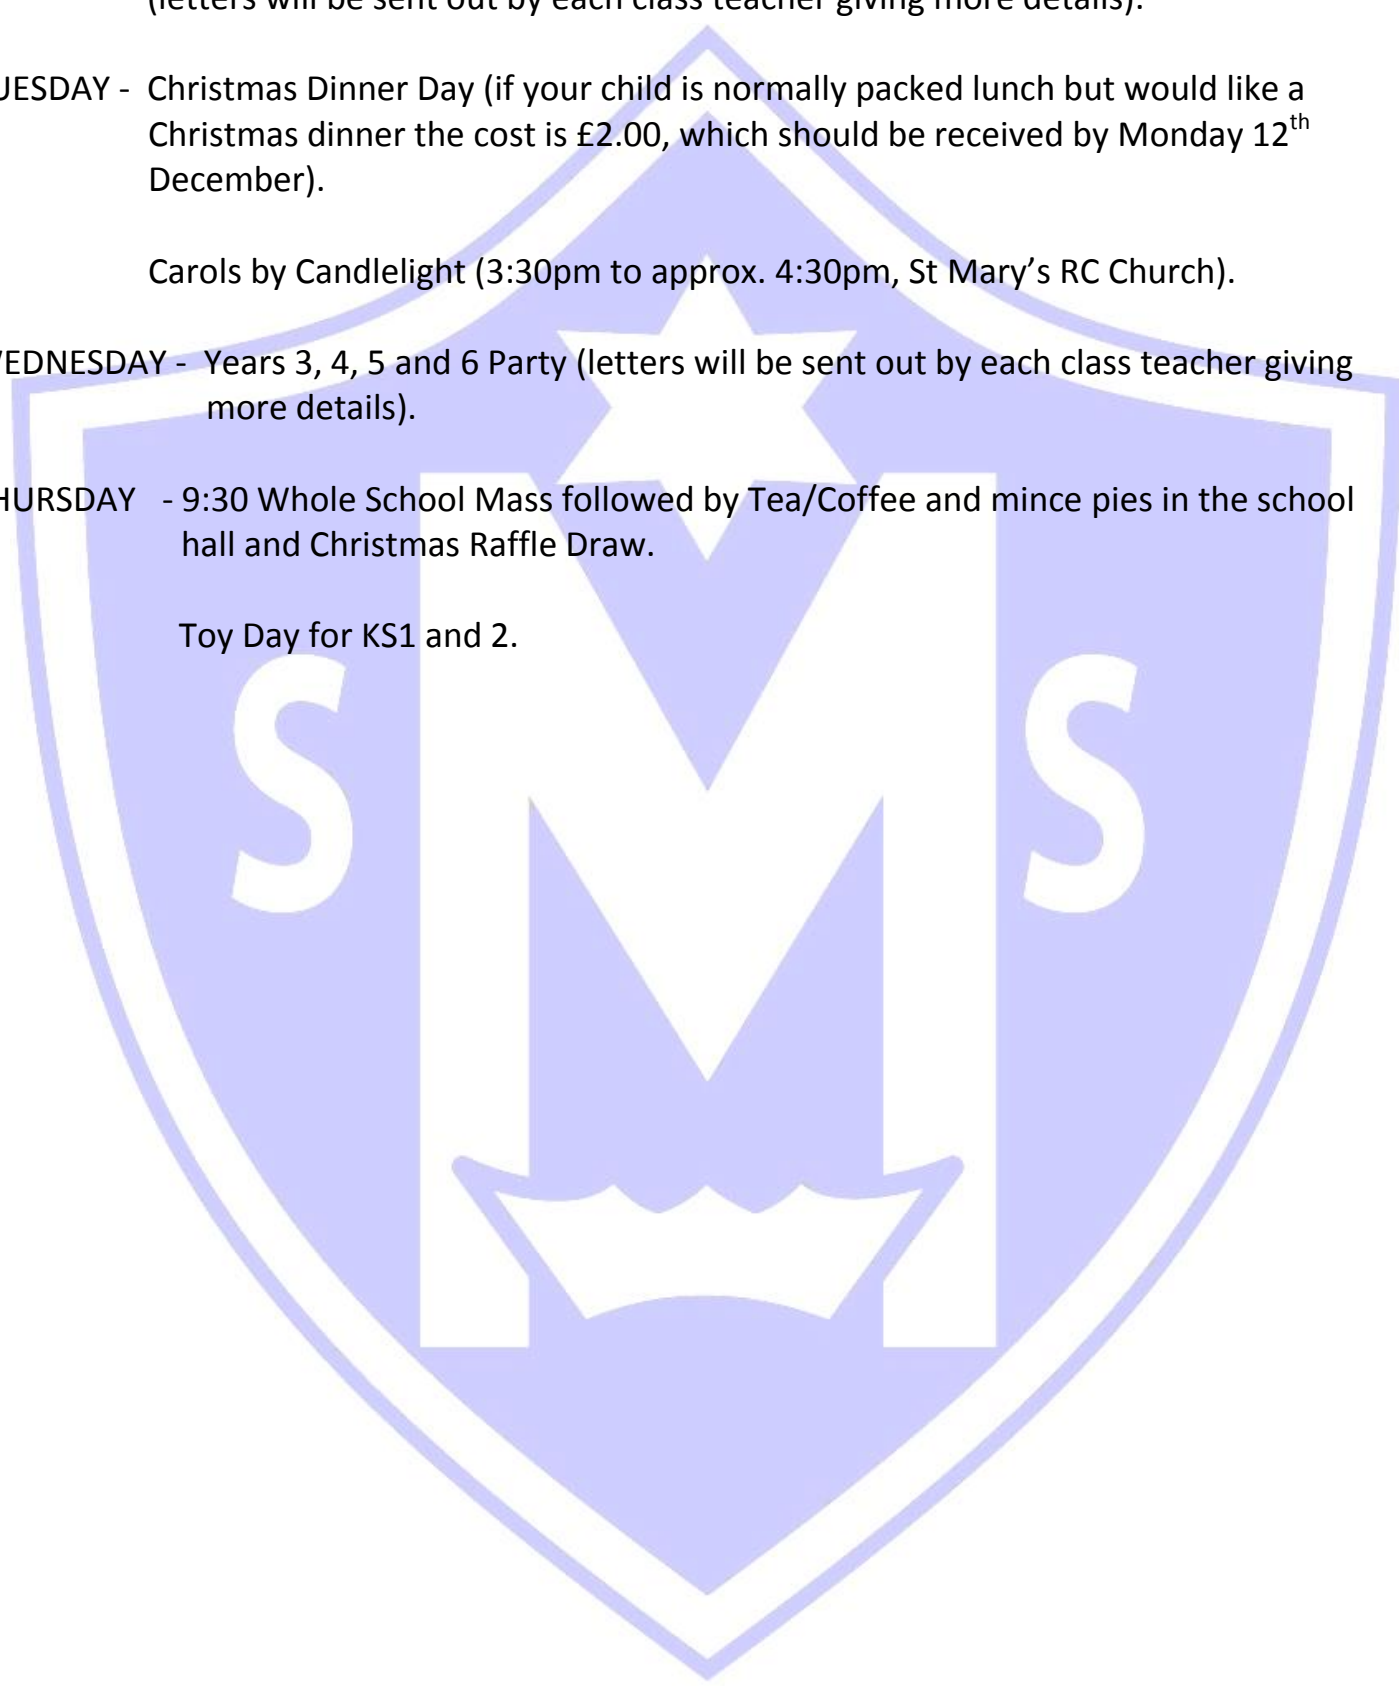 (letters will be sent out by each class teacher giving more details).
UESDAY - Christmas Dinner Day (if your child is normally packed lunch but would like a
Christmas dinner the cost is £2.00, which should be received by Monday 12th
December).
Carols by Candlelight (3:30pm to approx. 4:30pm, St Mary’s RC Church).
WEDNESDAY - Years 3, 4, 5 and 6 Party (letters will be sent out by each class teacher giving
more details).
HURSDAY - 9:30 Whole School Mass followed by Tea/Coffee and mince pies in the school
hall and Christmas Raffle Draw.
Toy Day for KS1 and 2.
S M S